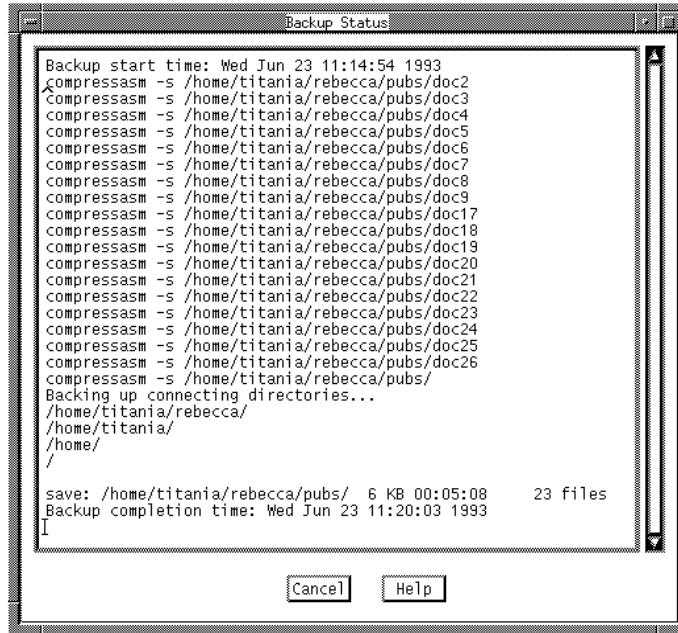 Backup Status
Backup start time: Wed Jun 23 11:14:54 1993
compressasm -s /home/titania/rebecca/pubs/doc2
compressasm -s /home/titania/rebecca/pubs/doc3
compressasm -s /home/titania/rebecca/pubs/doc4
compressasm -s /home/titania/rebecca/pubs/doc5
compressasm -s /home/titania/rebecca/pubs/doc6
compressasm -s /home/titania/rebecca/pubs/doc7
compressasm -s /home/titania/rebecca/pubs/doc8
compressasm -s /home/titania/rebecca/pubs/doc9
compressasm -s /home/titania/rebecca/pubs/doc17
compressasm -s /home/titania/rebecca/pubs/doc18
compressasm -s /home/titania/rebecca/pubs/doc19
compressasm -s /home/titania/rebecca/pubs/doc20
compressasm -s /home/titania/rebecca/pubs/doc21
compressasm -s /home/titania/rebecca/pubs/doc22
compressasm -s /home/titania/rebecca/pubs/doc23
compressasm -s /home/titania/rebecca/pubs/doc24
compressasm -s /home/titania/rebecca/pubs/doc25
compressasm -s /home/titania/rebecca/pubs/doc26
compressasm -s /home/titania/rebecca/pubs/
Backing up connecting directories...
/home/titania/rebecca/
/home/titania/
/home/
/
save: /home/titania/rebecca/pubs/  6 KB 00:05:08     23 files
Backup completion time: Wed Jun 23 11:20:03 1993
Cancel Help